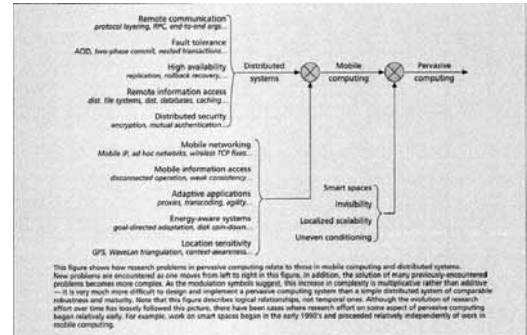 Remote communication
protocol layering, RPC, end-to-end args...
Fault tolerance
ACID, two-phase commit, nested transactions...
High availability
replication, rollback recovery,...
Remote information access
dist. file systems, dist. databases, caching...
Distributed security
encryption, mutual authentication...
Distributed
systems
Mobile
computing
Pervasive
computing
Mobile networking
Mobile IP, ad hoc networks, wireless TCP fixes...
Mobile information access
disconnected operation, weak consistency...
Adaptive applications
proxies, transcoding, agility...
Energy-aware systems
goal-directed adaptation, disk spin-down...
Location sensitivity
GPS, WaveLan triangulation, context-awareness...
Smart spaces
Invisibility
Localized scalability
Uneven conditioning
This figure shows how research problems in pervasive computing relate to those in mobile computing and distributed systems.
New problems are encountered as one moves from left to right in this figure. In addition, the solution of many previously-encountered
problems becomes more complex. As the modulation symbols suggest, this increase in complexity is multiplicative rather than additive
— it is very much more difficult to design and implement a pervasive computing system than a simple distributed system of comparable
robustness and maturity. Note that this figure describes logical relationships, not temporal ones. Although the evolution of research
effort over time has loosely followed this picture, there have been cases where research effort on some aspect of pervasive computing
began relatively early. For example, work on smart spaces began in the early 1990's and proceeded relatively independently of work in
mobile computing.